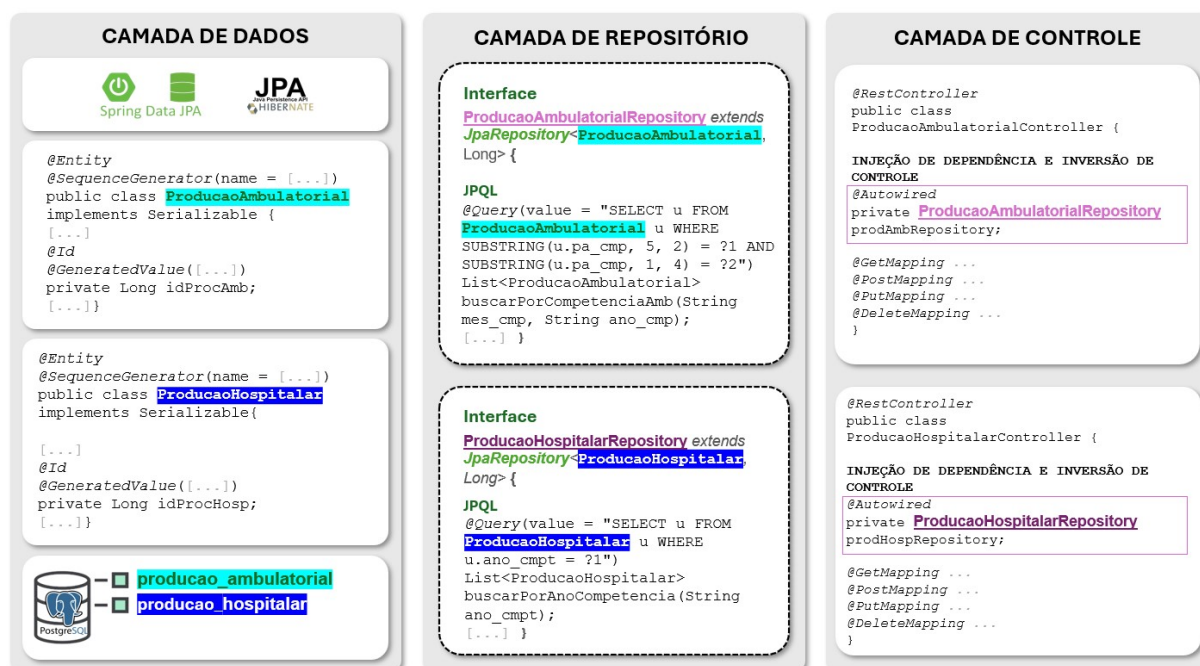 CAMADA DE DADOS
Spring Data JPA
JPA
Java Persistence API
HIBERNATE
@Entity
@SequenceGenerator(name = [...])
public class ProducaoAmbulatorial
implements Serializable {
[...]
@Id
@GeneratedValue([...])
private Long idProcAmb;
[...]}
@Entity
@SequenceGenerator(name = [...])
public class ProducaoHospitalar
implements Serializable{
[...]
@Id
@GeneratedValue([...])
private Long idProcHosp;
[...]}
PostgreSQL
producao_ambulatorial
producao_hospitalar
CAMADA DE REPOSITÓRIO
Interface
ProducaoAmbulatorialRepository extends
JpaRepository<ProducaoAmbulatorial,
Long> {
JPQL
@Query(value = "SELECT u FROM
ProducaoAmbulatorial u WHERE
SUBSTRING(u.pa_cmp, 5, 2) = ?1 AND
SUBSTRING(u.pa_cmp, 1, 4) = ?2")
List<ProducaoAmbulatorial>
buscarPorCompetenciaAmb(String
mes_cmp, String ano_cmp);
[...] }
Interface
ProducaoHospitalarRepository extends
JpaRepository<ProducaoHospitalar,
Long> {
JPQL
@Query(value = "SELECT u FROM
ProducaoHospitalar u WHERE
u.ano_cmpt = ?1")
List<ProducaoHospitalar>
buscarPorAnoCompetencia(String
ano_cmpt);
[...] }
CAMADA DE CONTROLE
@RestController
public class
ProducaoAmbulatorialController {
INJEÇÃO DE DEPENDÊNCIA E INVERSÃO DE
CONTROLE
@Autowired
private ProducaoAmbulatorialRepository
prodAmbRepository;
@GetMapping ...
@PostMapping ...
@PutMapping ...
@DeleteMapping ...
}
@RestController
public class
ProducaoHospitalarController {
INJEÇÃO DE DEPENDÊNCIA E INVERSÃO DE
CONTROLE
@Autowired
private ProducaoHospitalarRepository
prodHospRepository;
@GetMapping ...
@PostMapping ...
@PutMapping ...
@DeleteMapping ...
}